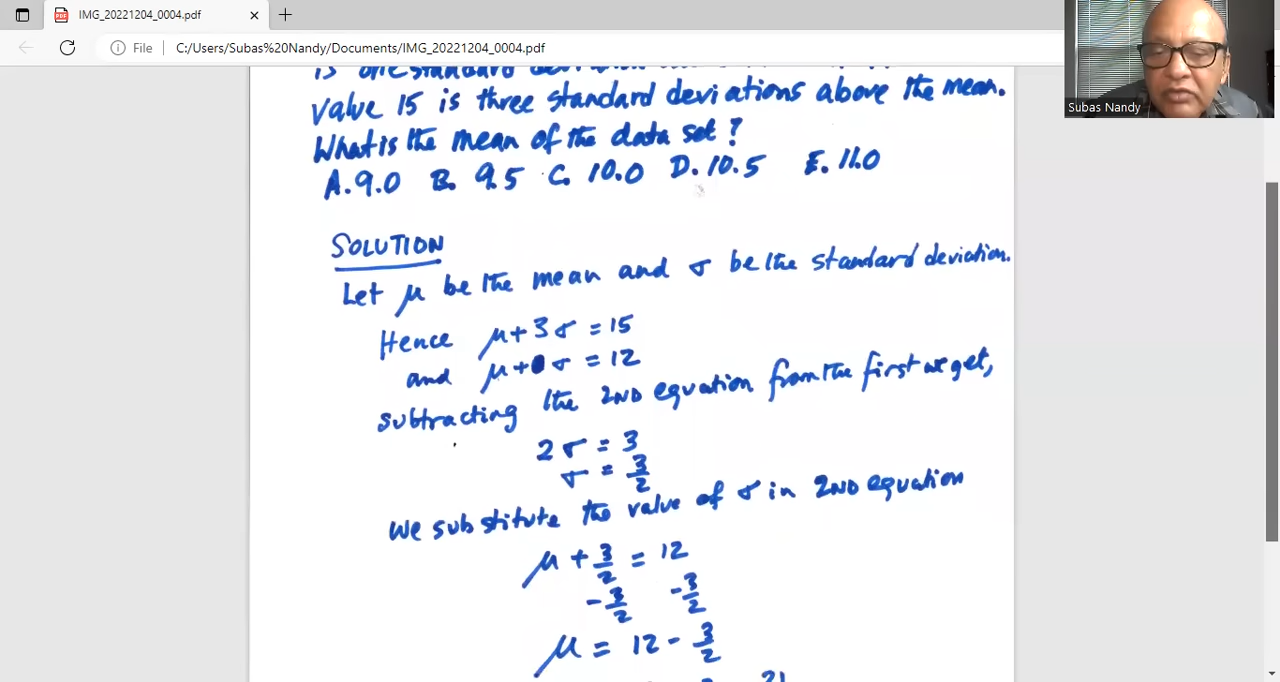 IMG_20221204_0004.pdf
File
C:/Users/Subas%20Nandy/Documents/IMG_20221204_0004.pdf
Subas Nandy
is one standard
value 15 is three standard deviations above the mean.
What is the mean of the data set?
A. 9.0 B. 9.5 C. 10.0 D. 10.5 E. 11.0
SOLUTION
Let μ be the mean and σ be the standard deviation.
Hence μ + 3σ = 15
and μ + σ = 12
subtracting the 2ND equation from the first we get,
2σ = 3
σ = 3/2
We substitute the value of σ in 2ND equation
μ + 3/2 = 12
-3/2 -3/2
μ = 12 - 3/2